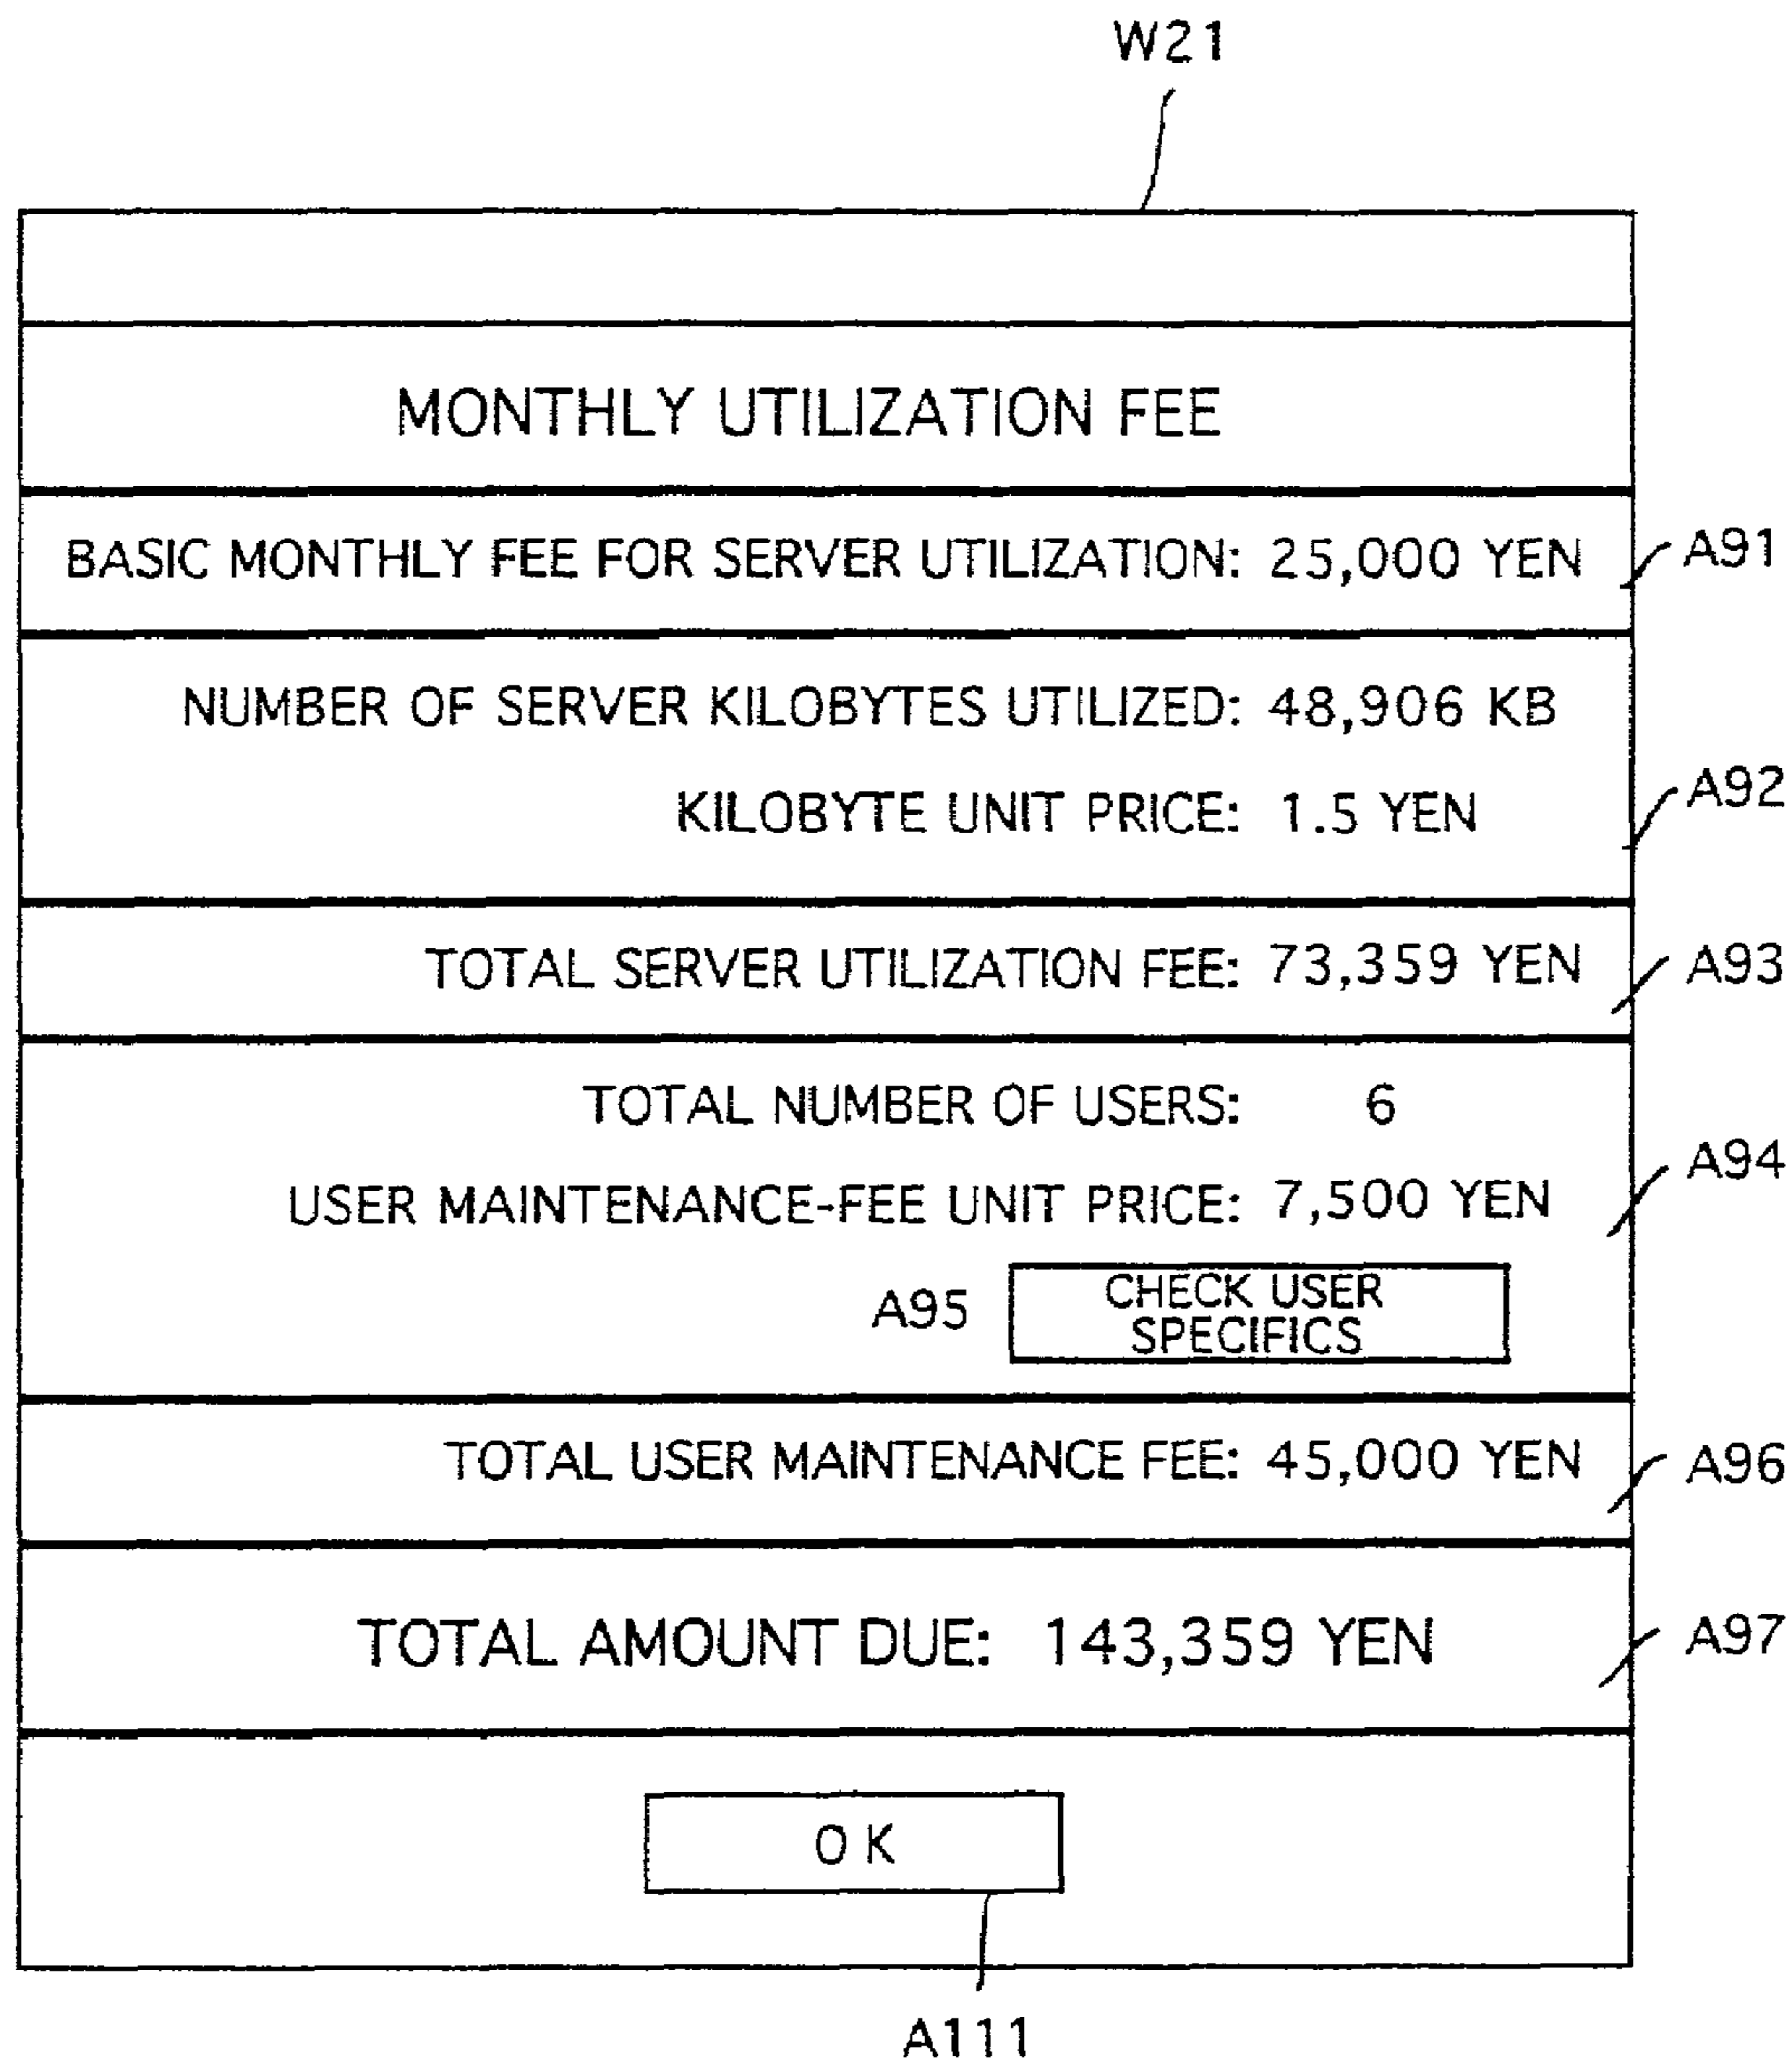 W21
MONTHLY UTILIZATION FEE
BASIC MONTHLY FEE FOR SERVER UTILIZATION: 25,000 YEN
A91
NUMBER OF SERVER KILOBYTES UTILIZED: 48,906 KB
KILOBYTE UNIT PRICE: 1.5 YEN
A92
TOTAL SERVER UTILIZATION FEE: 73,359 YEN
A93
TOTAL NUMBER OF USERS: 6
USER MAINTENANCE-FEE UNIT PRICE: 7,500 YEN
A94
A95
CHECK USER
SPECIFICS
TOTAL USER MAINTENANCE FEE: 45,000 YEN
A96
TOTAL AMOUNT DUE: 143,359 YEN
A97
OK
A111